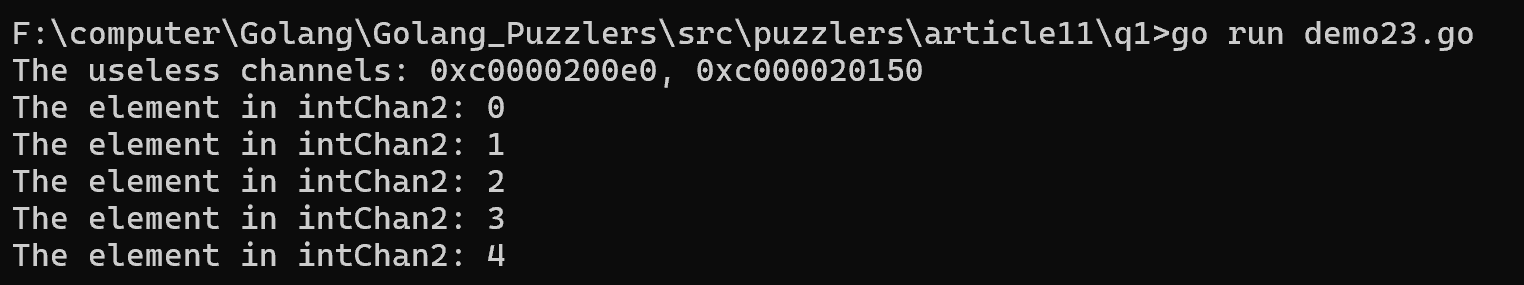 F:\computer\Golang\Golang_Puzzlers\src\puzzlers\article11\q1>go run demo23.go
The useless channels: 0xc0000200e0, 0xc000020150
The element in intChan2: 0
The element in intChan2: 1
The element in intChan2: 2
The element in intChan2: 3
The element in intChan2: 4